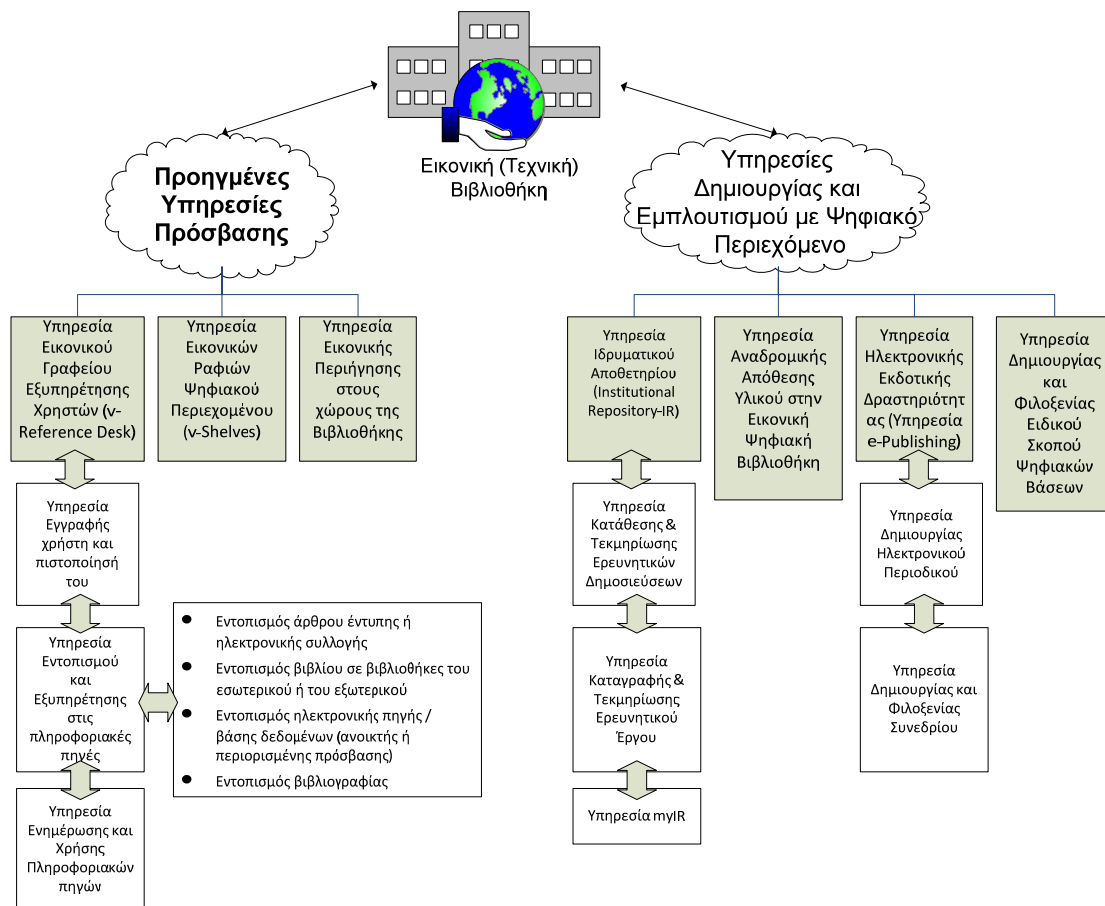 Εικονική (Τεχνική)
Βιβλιοθήκη
Προηγμένες
Υπηρεσίες
Πρόσβασης
Υπηρεσίες
Δημιουργίας και
Εμπλουτισμού με Ψηφιακό
Περιεχόμενο
Υπηρεσία
Εικονικού
Γραφείου
Εξυπηρέτησης
Χρηστών (v-
Reference Desk)
Υπηρεσία
Εικονικών
Ραφιών
Ψηφιακού
Περιεχομένου
(v-Shelves)
Υπηρεσία
Εικονικής
Περιήγησης
στους
χώρους της
Βιβλιοθήκης
Υπηρεσία
Ιδρυματικού
Αποθετηρίου
(Institutional
Repository-IR)
Υπηρεσία
Αναδρομικής
Απόθεσης
Υλικού στην
Εικονική
Ψηφιακή
Βιβλιοθήκη
Υπηρεσία
Ηλεκτρονικής
Εκδοτικής
Δραστηριότητ
ας (Υπηρεσία
e-Publishing)
Υπηρεσία
Δημιουργίας
και
Φιλοξενίας
Ειδικού
Σκοπού
Ψηφιακών
Βάσεων
Υπηρεσία
Εγγραφής
χρήστη και
πιστοποίησή
του
Υπηρεσία
Εντοπισμού
και
Εξυπηρέτησης
στις
πληροφοριακές
πηγές
Υπηρεσία
Ενημέρωσης και
Χρήσης
Πληροφοριακών
πηγών
• Εντοπισμός άρθρου έντυπης ή
ηλεκτρονικής συλλογής
• Εντοπισμός βιβλίου σε βιβλιοθήκες του
εσωτερικού ή του εξωτερικού
• Εντοπισμός ηλεκτρονικής πηγής /
βάσης δεδομένων (ανοικτής ή
περιορισμένης πρόσβασης)
• Εντοπισμός βιβλιογραφίας
Υπηρεσία
Κατάθεσης &
Τεκμηρίωσης
Ερευνητικών
Δημοσιεύσεων
Υπηρεσία
Καταγραφής &
Τεκμηρίωσης
Ερευνητικού
Έργου
Υπηρεσία myIR
Υπηρεσία
Δημιουργίας
Ηλεκτρονικού
Περιοδικού
Υπηρεσία
Δημιουργίας και
Φιλοξενίας
Συνεδρίου